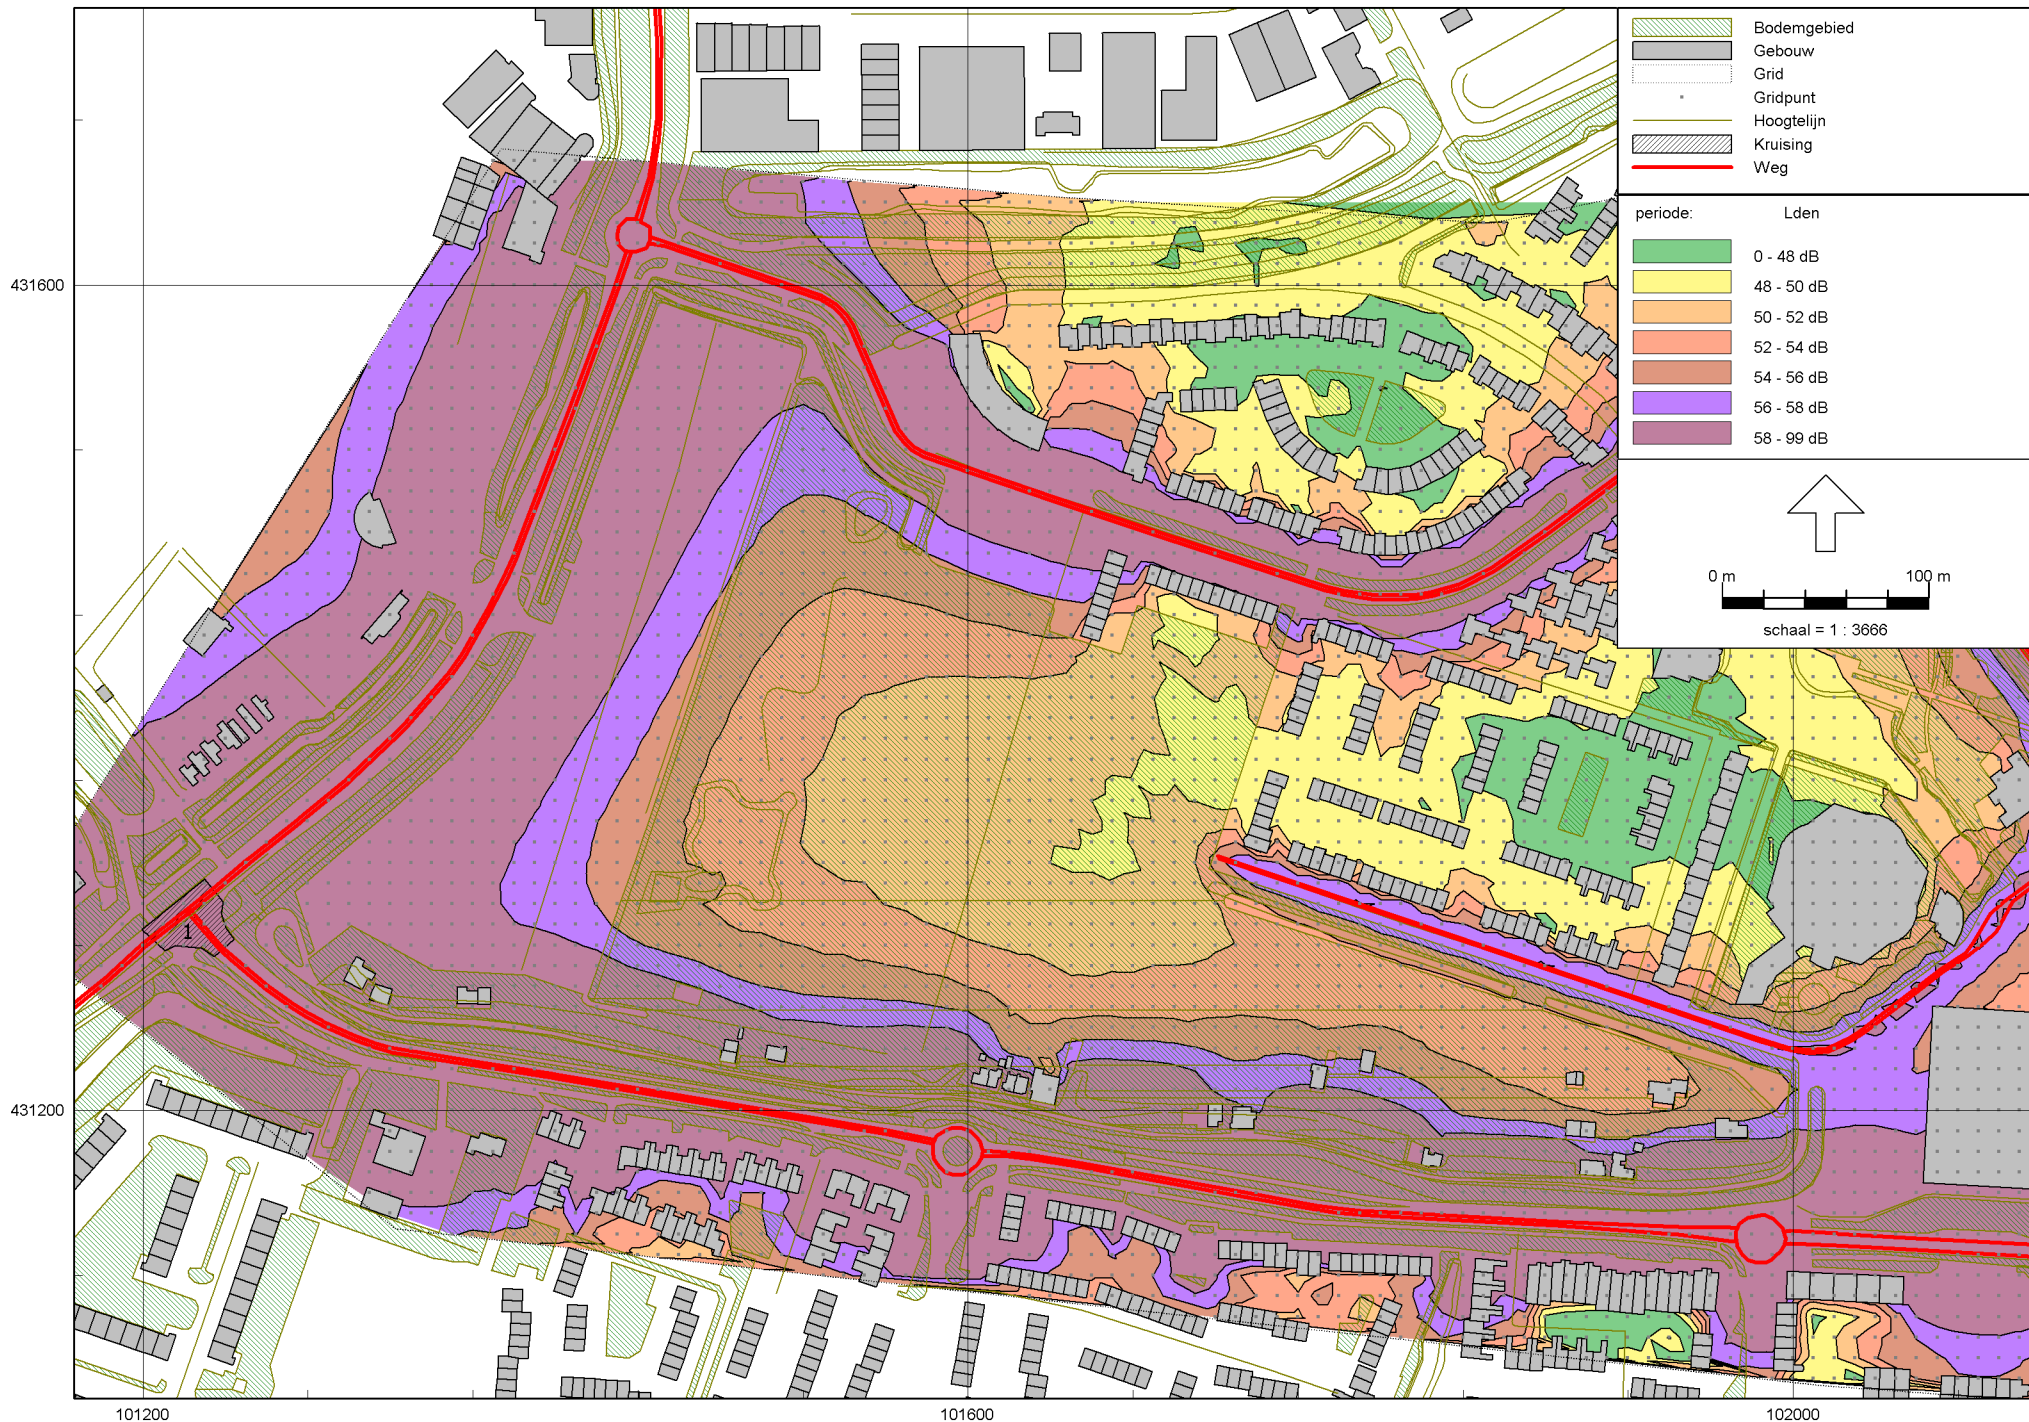 Bodemgebied
Gebouw
Grid
Gridpunt
Hoogtelijn
Kruising
Weg
periode: Lden
0 - 48 dB
48 - 50 dB
50 - 52 dB
52 - 54 dB
54 - 56 dB
56 - 58 dB
58 - 99 dB
0 m 100 m
schaal = 1 : 3666
431600
1
431200
101200 101600 102000